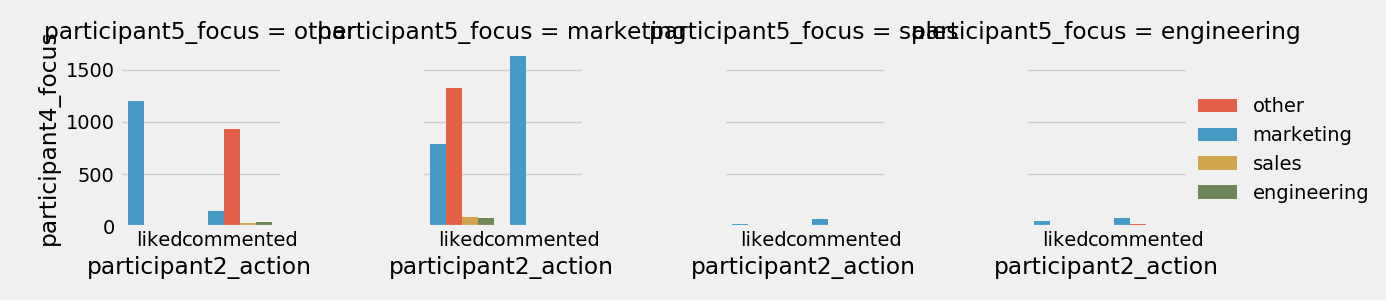 participant5_focus = other
participant5_focus = marketing
participant5_focus = sales
participant5_focus = engineering
participant4_focus
1500
1000
500
0
other
marketing
sales
engineering
liked commented
liked commented
liked commented
liked commented
participant2_action
participant2_action
participant2_action
participant2_action